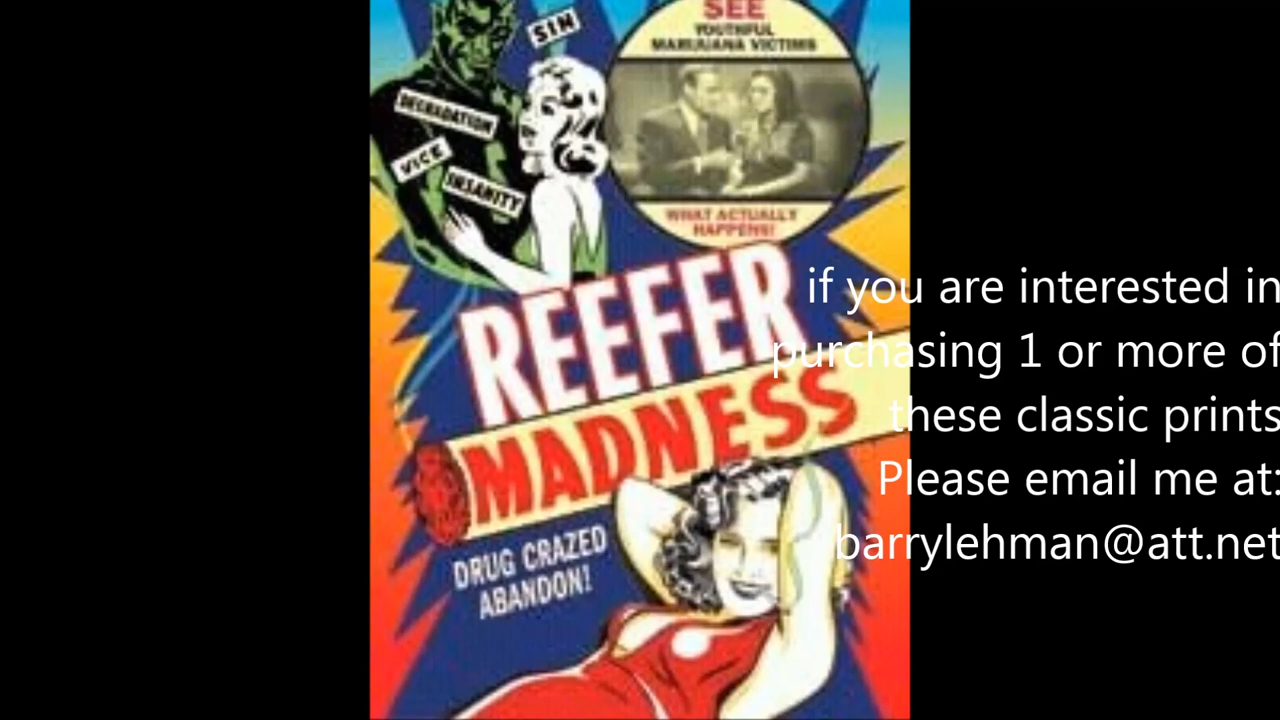 SIN
DEGRADATION
VICE
INSANITY
SEE
YOUTHFUL
MARIJUANA VICTIMS
WHAT ACTUALLY
HAPPENS!
REEFER
MADNESS
DRUG CRAZED
ABANDON!
if you are interested in
purchasing 1 or more of
these classic prints
Please email me at:
barrylehman@att.net